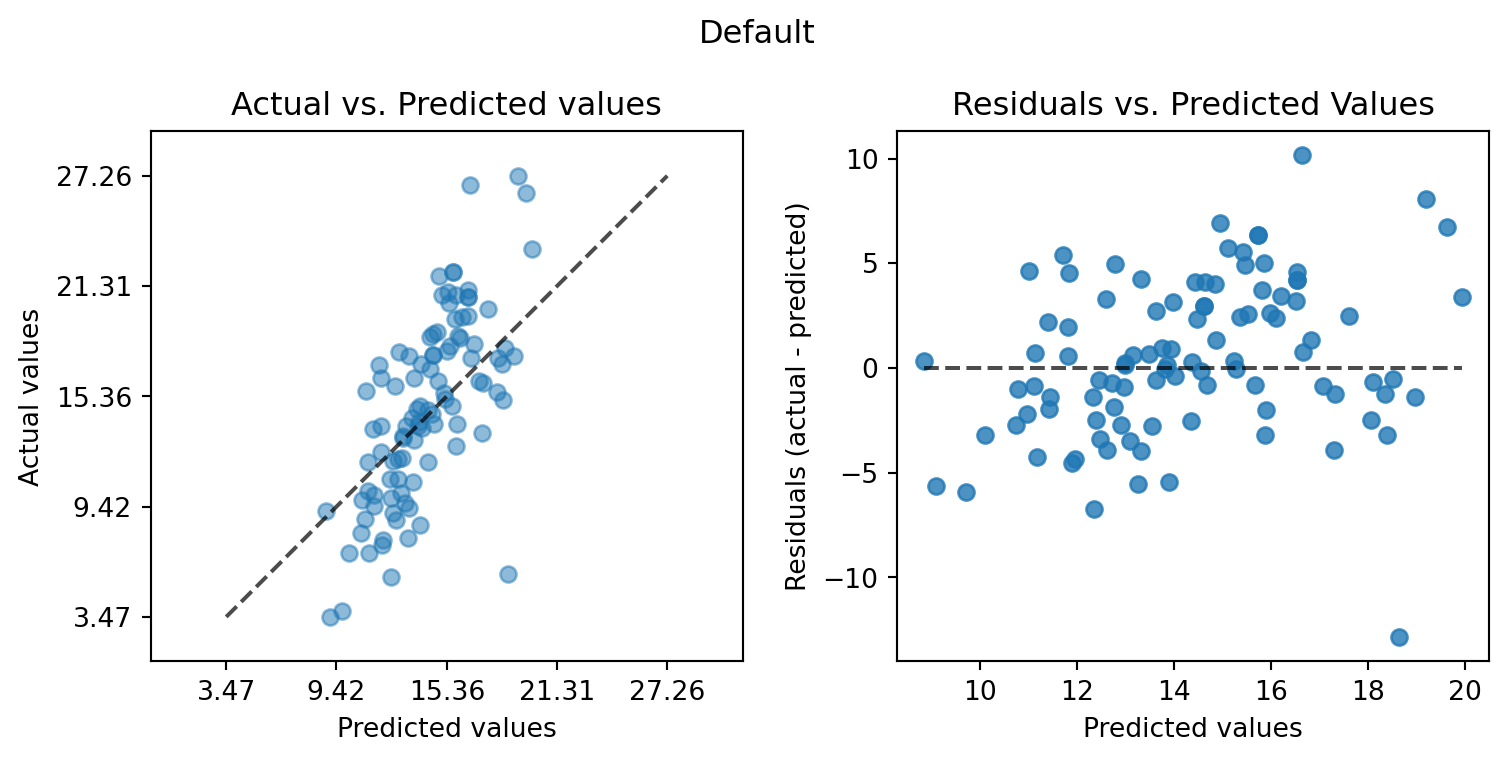 Default
Actual vs. Predicted values
27.26
21.31
15.36
9.42
3.47
Actual values
3.47 9.42 15.36 21.31 27.26
Predicted values
Residuals vs. Predicted Values
10
5
0
−5
−10
Residuals (actual - predicted)
10 12 14 16 18 20
Predicted values